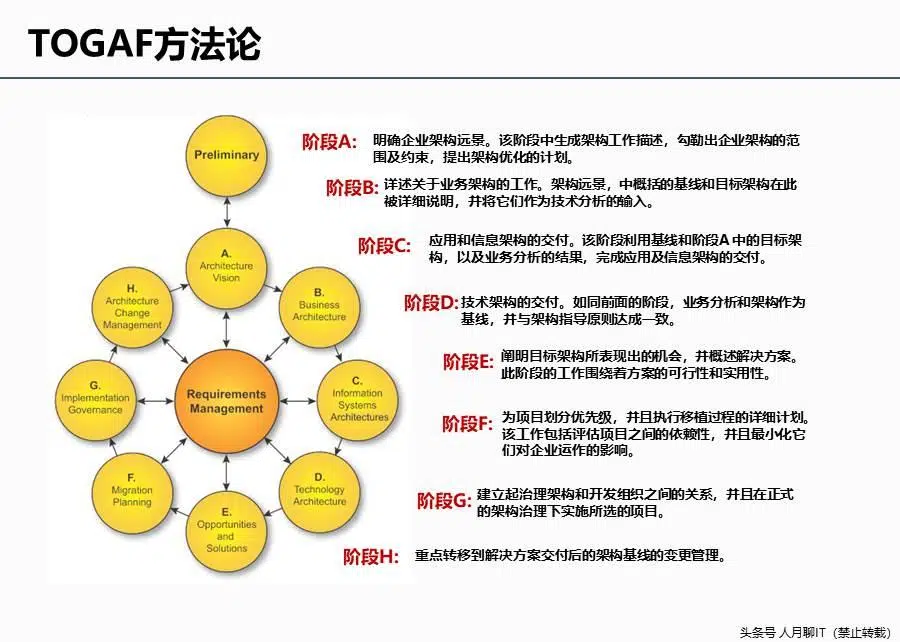 TOGAF方法论
Preliminary
A.
Architecture
Vision
B.
Business
Architecture
C.
Information
Systems
Architectures
D.
Technology
Architecture
E.
Opportunities
and
Solutions
F.
Migration
Planning
G.
Implementation
Governance
H.
Architecture
Change
Management
Requirements
Management
阶段A: 明确企业架构远景。该阶段中生成架构工作描述，勾勒出企业架构的范
围及约束，提出架构优化的计划。
阶段B: 详述关于业务架构的工作。架构远景，中概括的基线和目标架构在此
被详细说明，并将它们作为技术分析的输入。
阶段C: 应用和信息架构的交付。该阶段利用基线和阶段A 中的目标架
构，以及业务分析的结果，完成应用及信息架构的交付。
阶段D: 技术架构的交付。如同前面的阶段，业务分析和架构作为
基线，并与架构指导原则达成一致。
阶段E: 阐明目标架构所表现出的机会，并概述解决方案。
此阶段的工作围绕着方案的可行性和实用性。
阶段F: 为项目划分优先级，并且执行移植过程的详细计划。
该工作包括评估项目之间的依赖性，并且最小化它
们对企业运作的影响。
阶段G: 建立起治理架构和开发组织之间的关系，并且在正式
的架构治理下实施所选的项目。
阶段H: 重点转移到解决方案交付后的架构基线的变更管理。
头条号 人月聊IT（禁止转载）